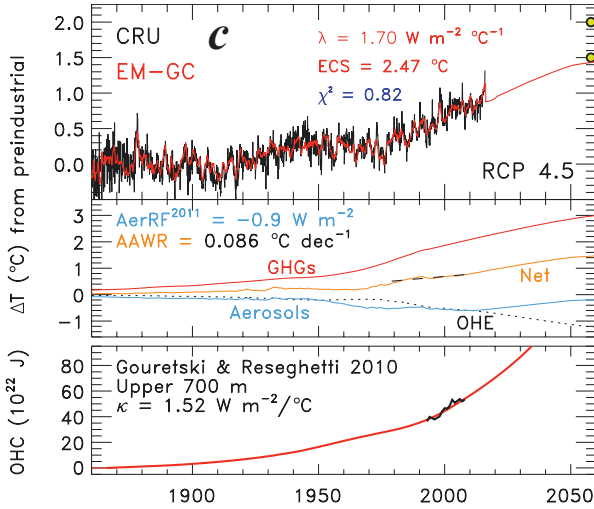 CRU c
EM−GC
λ = 1.70 W m⁻² °C⁻¹
ECS = 2.47 °C
χ² = 0.82
RCP 4.5
2.0
1.5
1.0
0.5
0.0
ΔT (°C) from preindustrial
AerRF²⁰¹¹ = −0.9 W m⁻²
AAWR = 0.086 °C dec⁻¹
GHGs
Net
Aerosols
OHE
3
2
1
0
−1
Gouretski & Reseghetti 2010
Upper 700 m
κ = 1.52 W m⁻²/°C
OHC (10²² J)
80
60
40
20
0
1900 1950 2000 2050